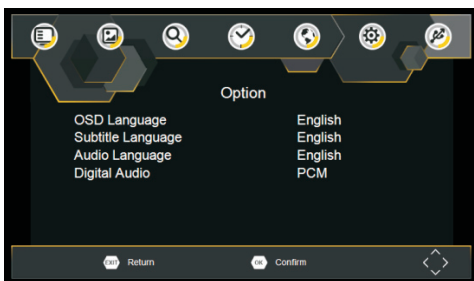 Option
OSD Language English
Subtitle Language English
Audio Language English
Digital Audio PCM
EXIT Return OK Confirm